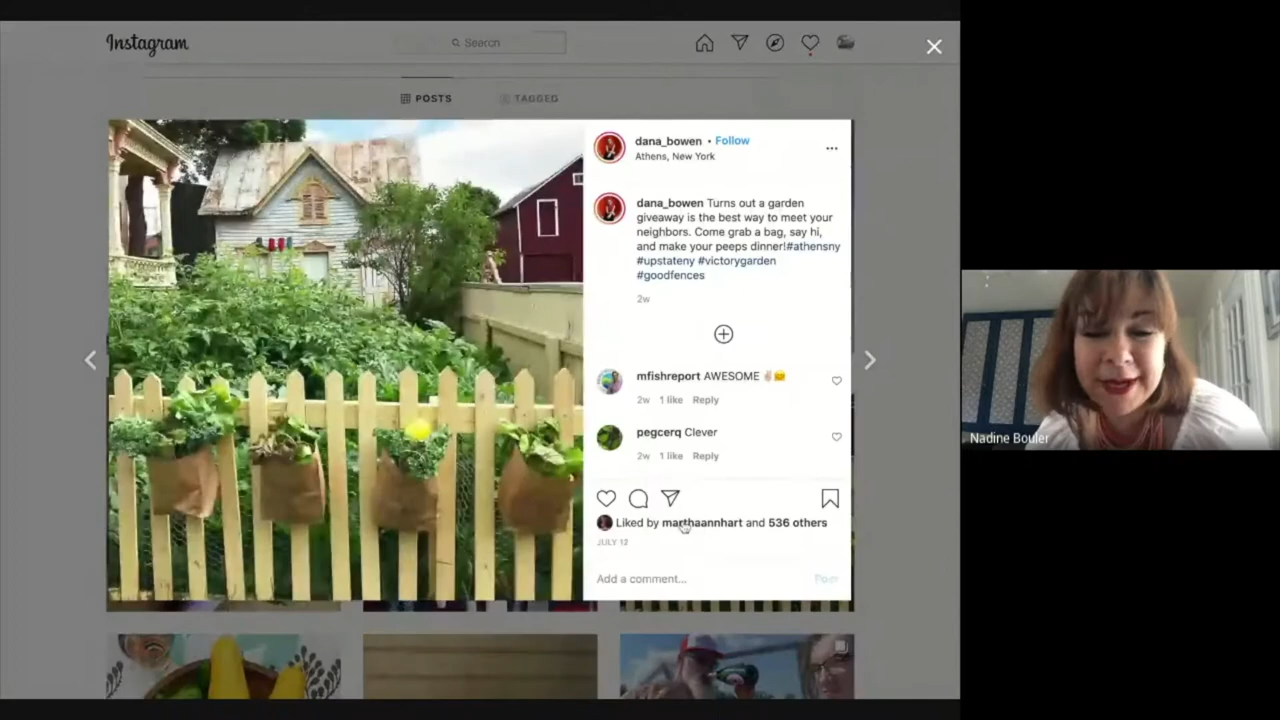 Instagram
Search
POSTS
TAGGED
dana_bowen • Follow
Athens, New York
dana_bowen Turns out a garden
giveaway is the best way to meet your
neighbors. Come grab a bag, say hi,
and make your peeps dinner!#athensny
#upstateny #victorygarden
#goodfences
2w
mfishreport AWESOME ✌🏼😊
2w 1 like Reply
pegcerq Clever
2w 1 like Reply
Liked by marthaannhart and 536 others
JULY 12
Add a comment...
Post
Nadine Bouler